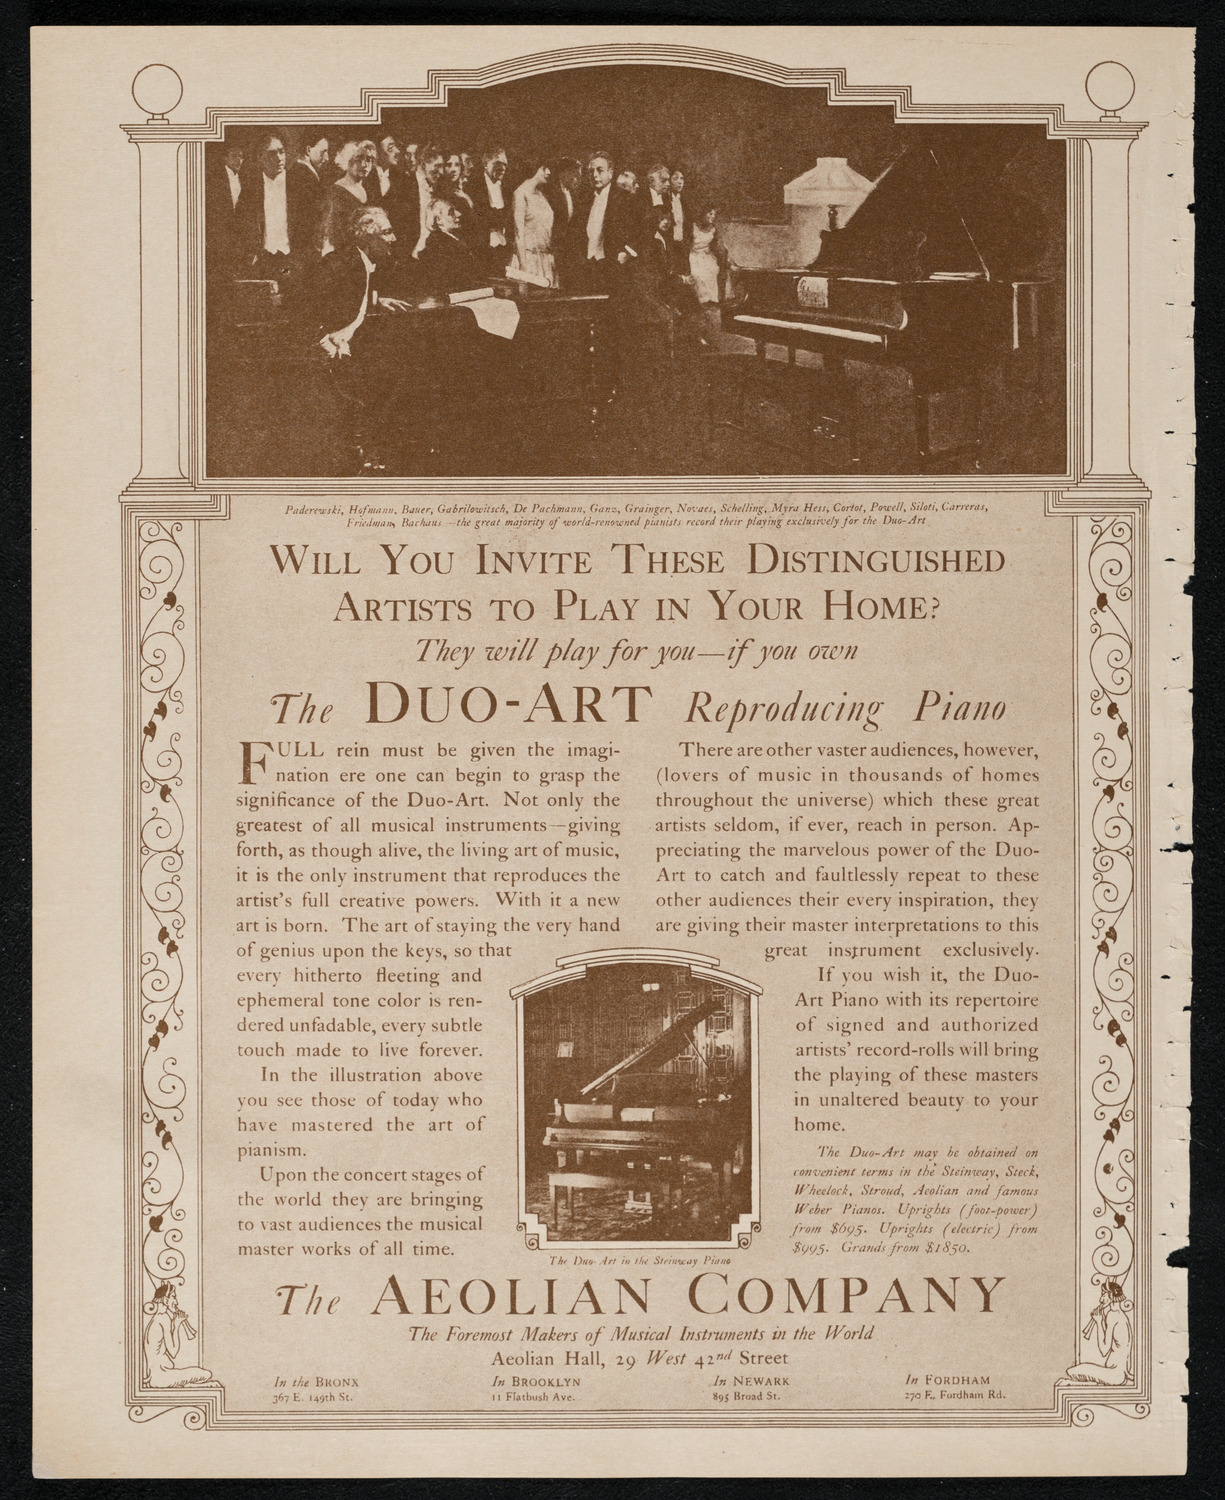 Paderewski, Hofmann, Bauer, Gabrilowitsch, De Pachmann, Ganz, Grainger, Novaes, Schelling, Myra Hess, Cortot, Powell, Siloti, Carreras,
Friedman, Bachaus—the great majority of world-renowned pianists record their playing exclusively for the Duo-Art
WILL YOU INVITE THESE DISTINGUISHED
ARTISTS TO PLAY IN YOUR HOME?
They will play for you—if you own
The DUO-ART Reproducing Piano
FULL rein must be given the imagi-
nation ere one can begin to grasp the
significance of the Duo-Art. Not only the
greatest of all musical instruments—giving
forth, as though alive, the living art of music,
it is the only instrument that reproduces the
artist's full creative powers. With it a new
art is born. The art of staying the very hand
of genius upon the keys, so that
every hitherto fleeting and
ephemeral tone color is ren-
dered unfadable, every subtle
touch made to live forever.
In the illustration above
you see those of today who
have mastered the art of
pianism.
Upon the concert stages of
the world they are bringing
to vast audiences the musical
master works of all time.
There are other vaster audiences, however,
(lovers of music in thousands of homes
throughout the universe) which these great
artists seldom, if ever, reach in person. Ap-
preciating the marvelous power of the Duo-
Art to catch and faultlessly repeat to these
other audiences their every inspiration, they
are giving their master interpretations to this
great instrument exclusively.
If you wish it, the Duo-
Art Piano with its repertoire
of signed and authorized
artists' record-rolls will bring
the playing of these masters
in unaltered beauty to your
home.
The Duo-Art may be obtained on
convenient terms in the Steinway, Steck,
Wheelock, Stroud, Aeolian and famous
Weber Pianos. Uprights (foot-power)
from $695. Uprights (electric) from
$995. Grands from $1850.
The Duo-Art in the Steinway Piano
The AEOLIAN COMPANY
The Foremost Makers of Musical Instruments in the World
Aeolian Hall, 29 West 42nd Street
In the BRONX
367 E. 149th St.
In BROOKLYN
11 Flatbush Ave.
In NEWARK
895 Broad St.
In FORDHAM
270 E. Fordham Rd.